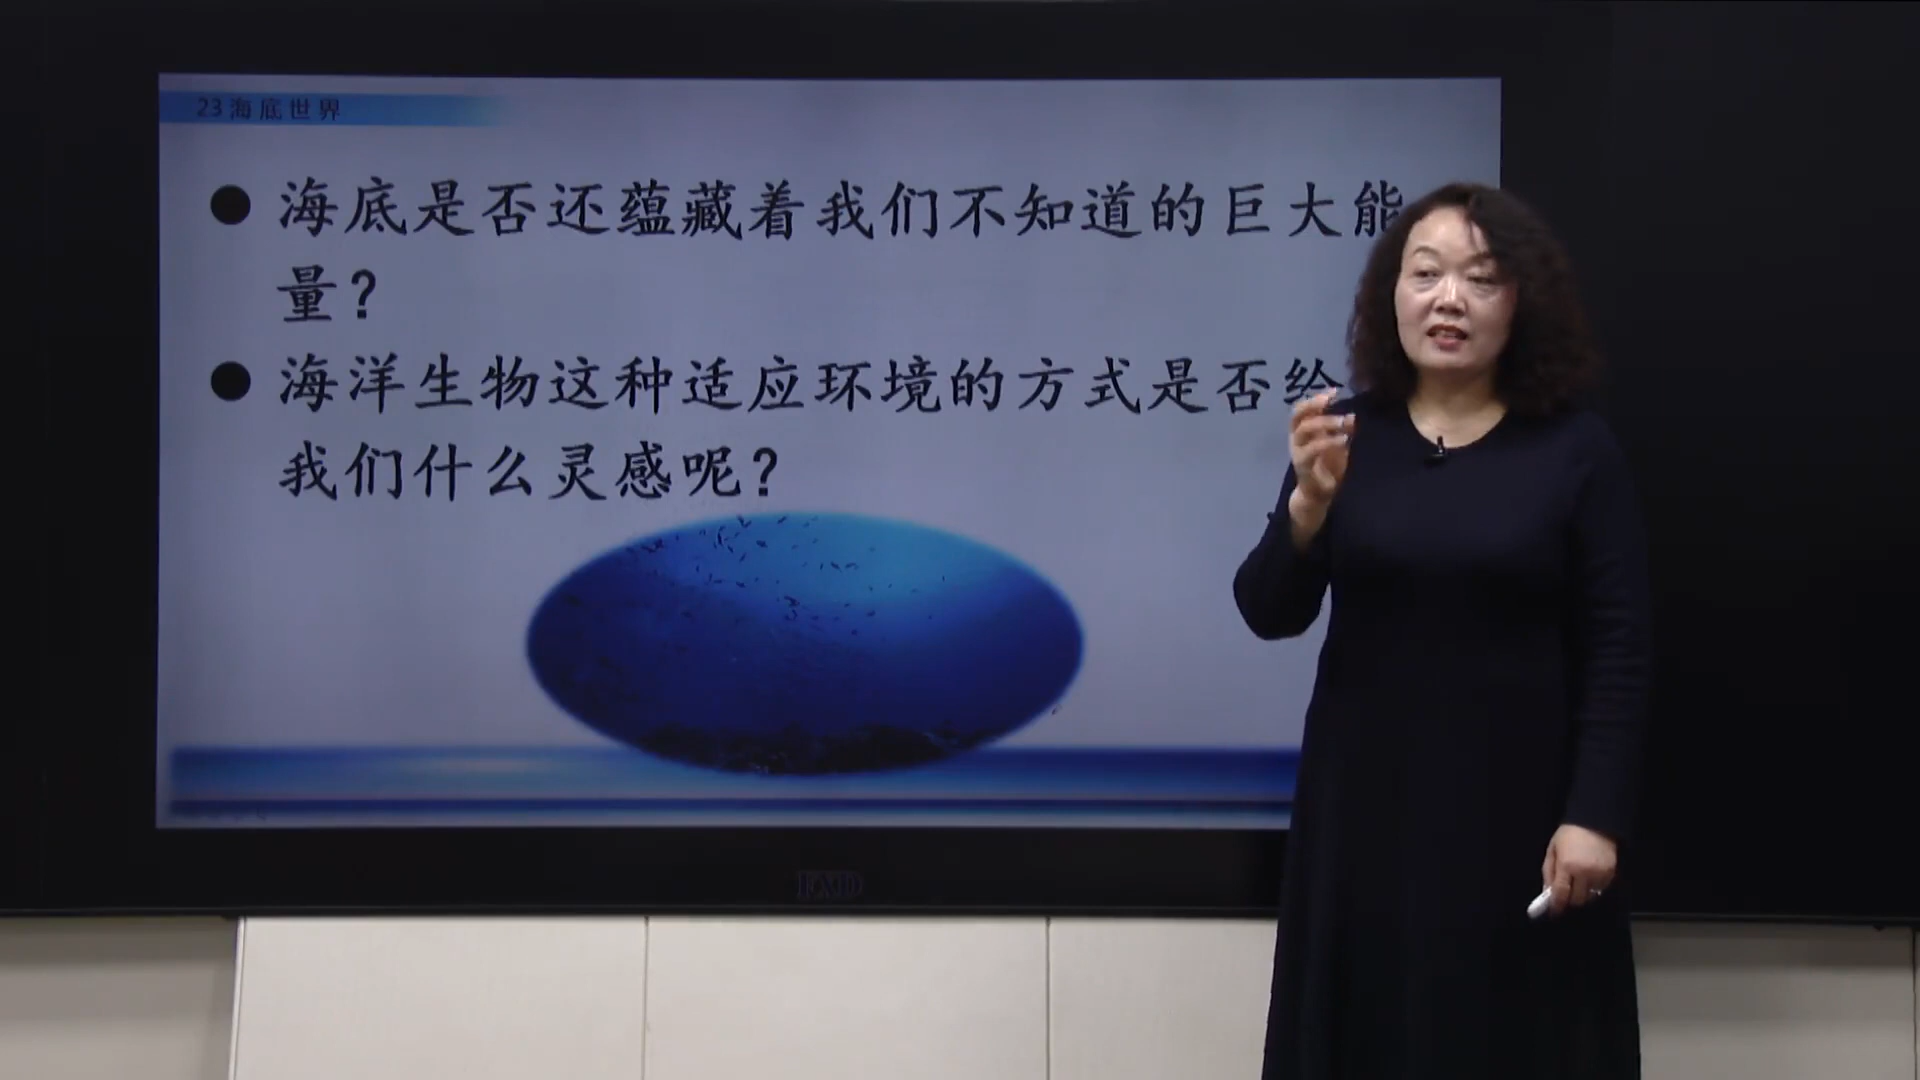 23海底世界
海底是否还蕴藏着我们不知道的巨大能
量？
海洋生物这种适应环境的方式是否给
我们什么灵感呢？